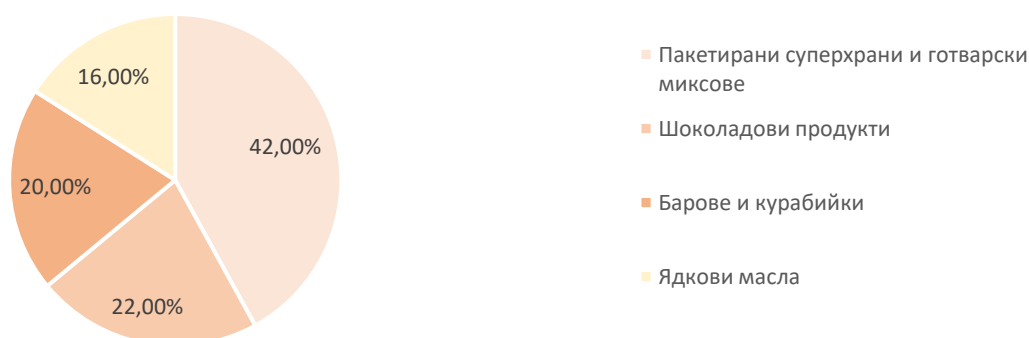 16,00%
42,00%
20,00%
22,00%
Пакетирани суперхрани и готварски
миксове
Шоколадови продукти
Барове и курабийки
Ядкови масла